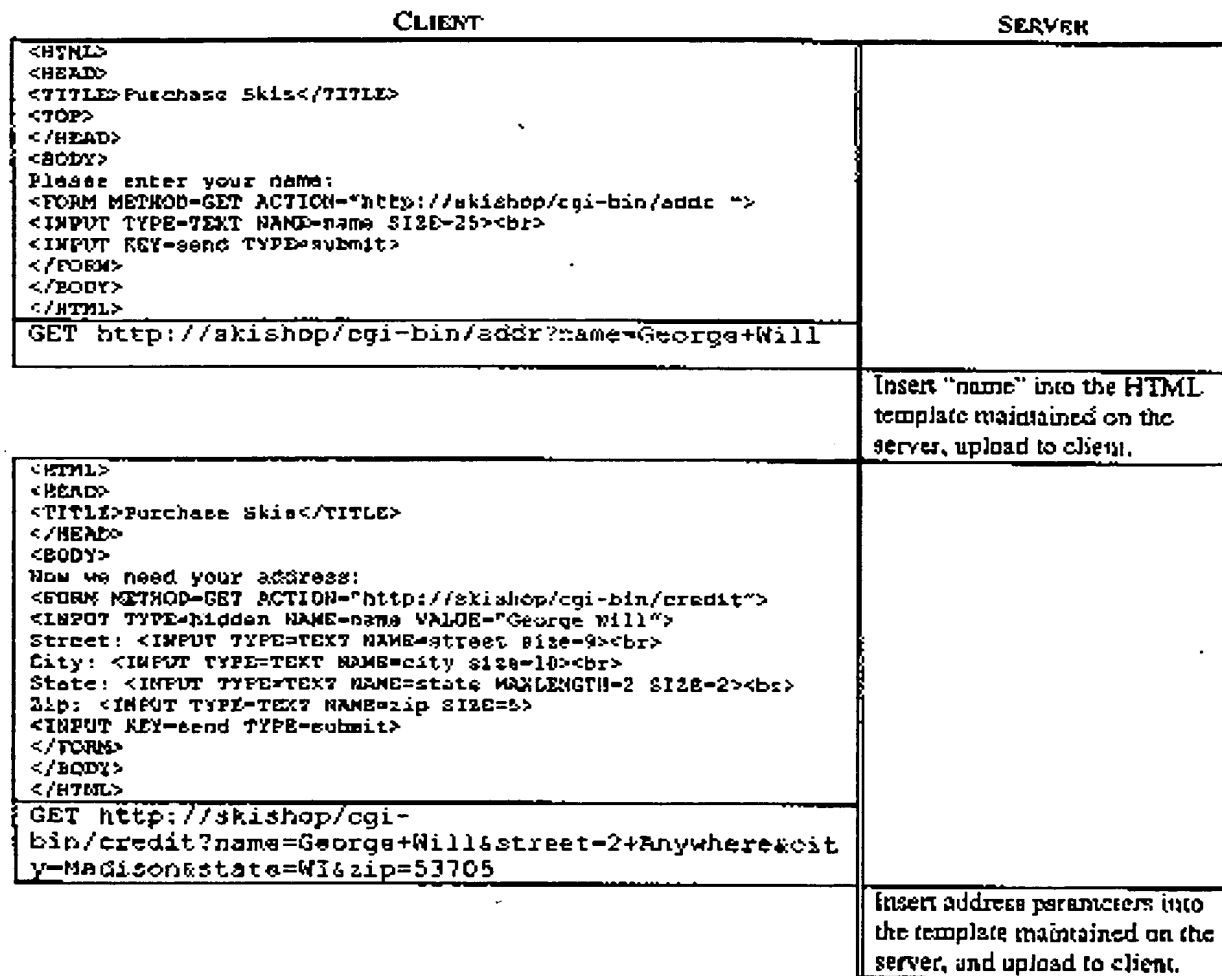 CLIENT
SERVER
<HTML>
<HEAD>
<TITLE>Purchase Skis</TITLE>
<TOP>
</HEAD>
<BODY>
Please enter your name:
<FORM METHOD=GET ACTION="http://skishop/cgi-bin/addr ">
<INPUT TYPE=TEXT NAME=name SIZE=25><br>
<INPUT KEY=send TYPE=submit>
</FORM>
</BODY>
</HTML>
GET http://skishop/cgi-bin/addr?name=George+Will
Insert "name" into the HTML
template maintained on the
server, upload to client.
<HTML>
<HEAD>
<TITLE>Purchase Skis</TITLE>
</HEAD>
<BODY>
Now we need your address:
<FORM METHOD=GET ACTION="http://skishop/cgi-bin/credit">
<INPUT TYPE=hidden NAME=name VALUE="George Will">
Street: <INPUT TYPE=TEXT NAME=street size=9><br>
City: <INPUT TYPE=TEXT NAME=city size=10><br>
State: <INPUT TYPE=TEXT NAME=state MAXLENGTH=2 SIZE=2><br>
Zip: <INPUT TYPE=TEXT NAME=zip SIZE=5>
<INPUT KEY=send TYPE=submit>
</FORM>
</BODY>
</HTML>
GET http://skishop/cgi-
bin/credit?name=George+Will&street=2+Anywhere&cit
y=Madison&state=WI&zip=53705
Insert address parameters into
the template maintained on the
server, and upload to client.